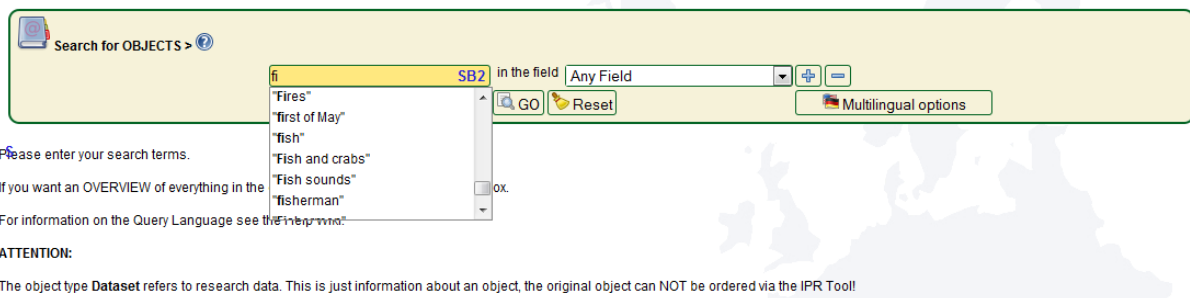 Search for OBJECTS >
fi SB2 in the field Any Field
"Fires" GO Reset Multilingual options
"first of May"
"fish"
"Fish and crabs"
"Fish sounds"
"fisherman"
Please enter your search terms.
If you want an OVERVIEW of everything in the ox.
For information on the Query Language see the
ATTENTION:
The object type Dataset refers to research data. This is just information about an object, the original object can NOT be ordered via the IPR Tool!